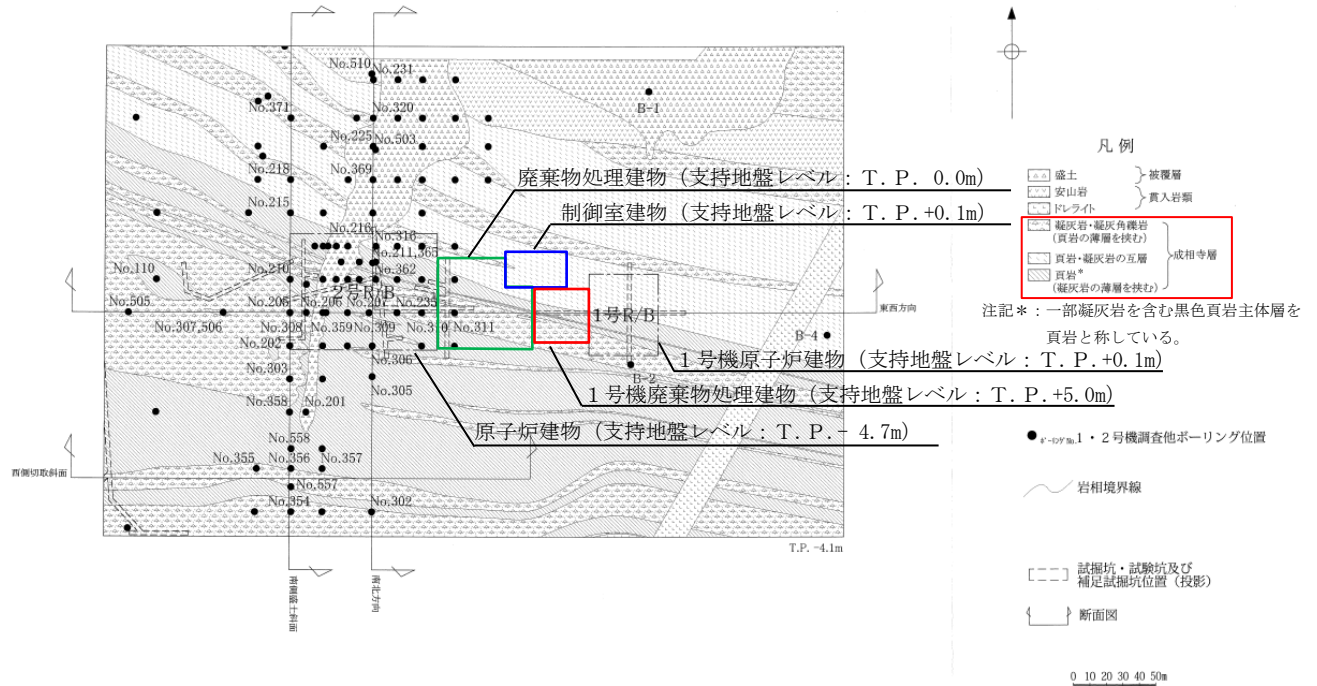 No.510
No.231
No.371
No.320
B-1
No.225
No.503
No.218
No.369
廃棄物処理建物（支持地盤レベル：T.P. 0.0m）
No.215
制御室建物（支持地盤レベル：T.P.+0.1m）
No.216
No.316
No.211,365
No.110
No.210
No.362
2号R/B
No.505
No.205
No.206
No.207
No.235
東西方向
No.307,506
No.308
No.359
No.309
No.310
No.311
1号R/B
B-4
No.202
No.306
1号機原子炉建物（支持地盤レベル：T.P.+0.1m）
No.303
No.305
B-2
1号機廃棄物処理建物（支持地盤レベル：T.P.+5.0m）
No.358
No.201
原子炉建物（支持地盤レベル：T.P.- 4.7m）
No.558
No.355
No.356
No.357
西側切取斜面
No.557
No.354
No.302
T.P. -4.1m
南側盛土斜面
南北方向
凡 例
盛土
被覆層
安山岩
貫入岩類
ドレライト
凝灰岩・凝灰角礫岩
(頁岩の薄層を挟む)
成相寺層
頁岩・凝灰岩の互層
頁岩*
(凝灰岩の薄層を挟む)
注記＊：一部凝灰岩を含む黒色頁岩主体層を
頁岩と称している。
ボーリングNo. 1・2号機調査他ボーリング位置
岩相境界線
試掘坑・試験坑及び
補足試掘坑位置（投影）
断面図
0 10 20 30 40 50m